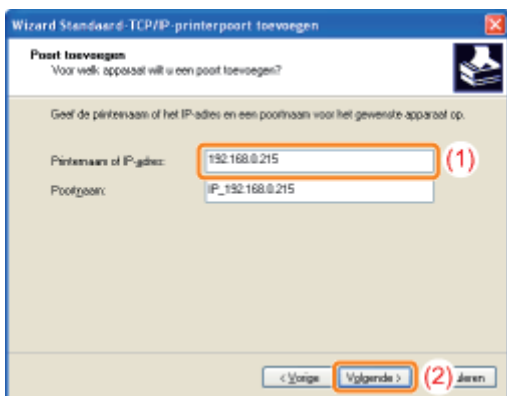 Wizard Standaard-TCP/IP-printerpoort toevoegen
Poort toevoegen
Voor welk apparaat wilt u een poort toevoegen?
Geef de printernaam of het IP-adres en een poortnaam voor het gewenste apparaat op.
Printernaam of IP-adres:
192.168.0.215
(1)
Poortnaam:
IP_192.168.0.215
< Vorige
Volgende >
(2)
leren